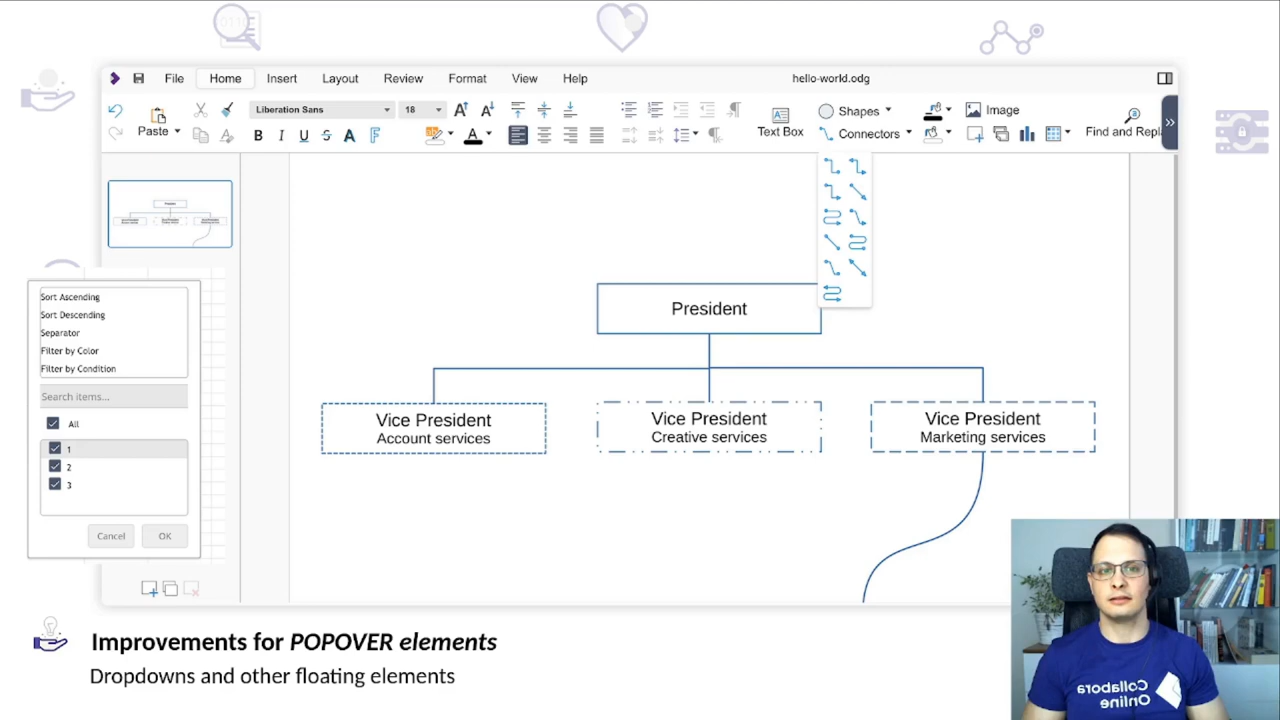 File Home Insert Layout Review Format View Help hello-world.odg
Liberation Sans 18
Paste
B I U S A F A
Text Box
Shapes
Connectors
Image
Find and Repla
President
Vice President
Account services
Vice President
Creative services
Vice President
Marketing services
Sort Ascending
Sort Descending
Separator
Filter by Color
Filter by Condition
Search items...
All
1
2
3
Cancel OK
Improvements for POPOVER elements
Dropdowns and other floating elements
Collabora
Online